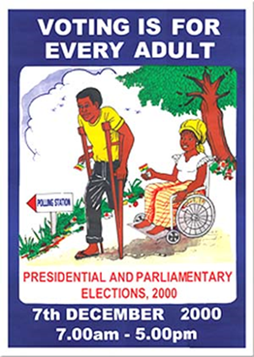 VOTING IS FOR
EVERY ADULT
POLLING STATION
PRESIDENTIAL AND PARLIAMENTARY
ELECTIONS, 2000
7th DECEMBER 2000
7.00am - 5.00pm